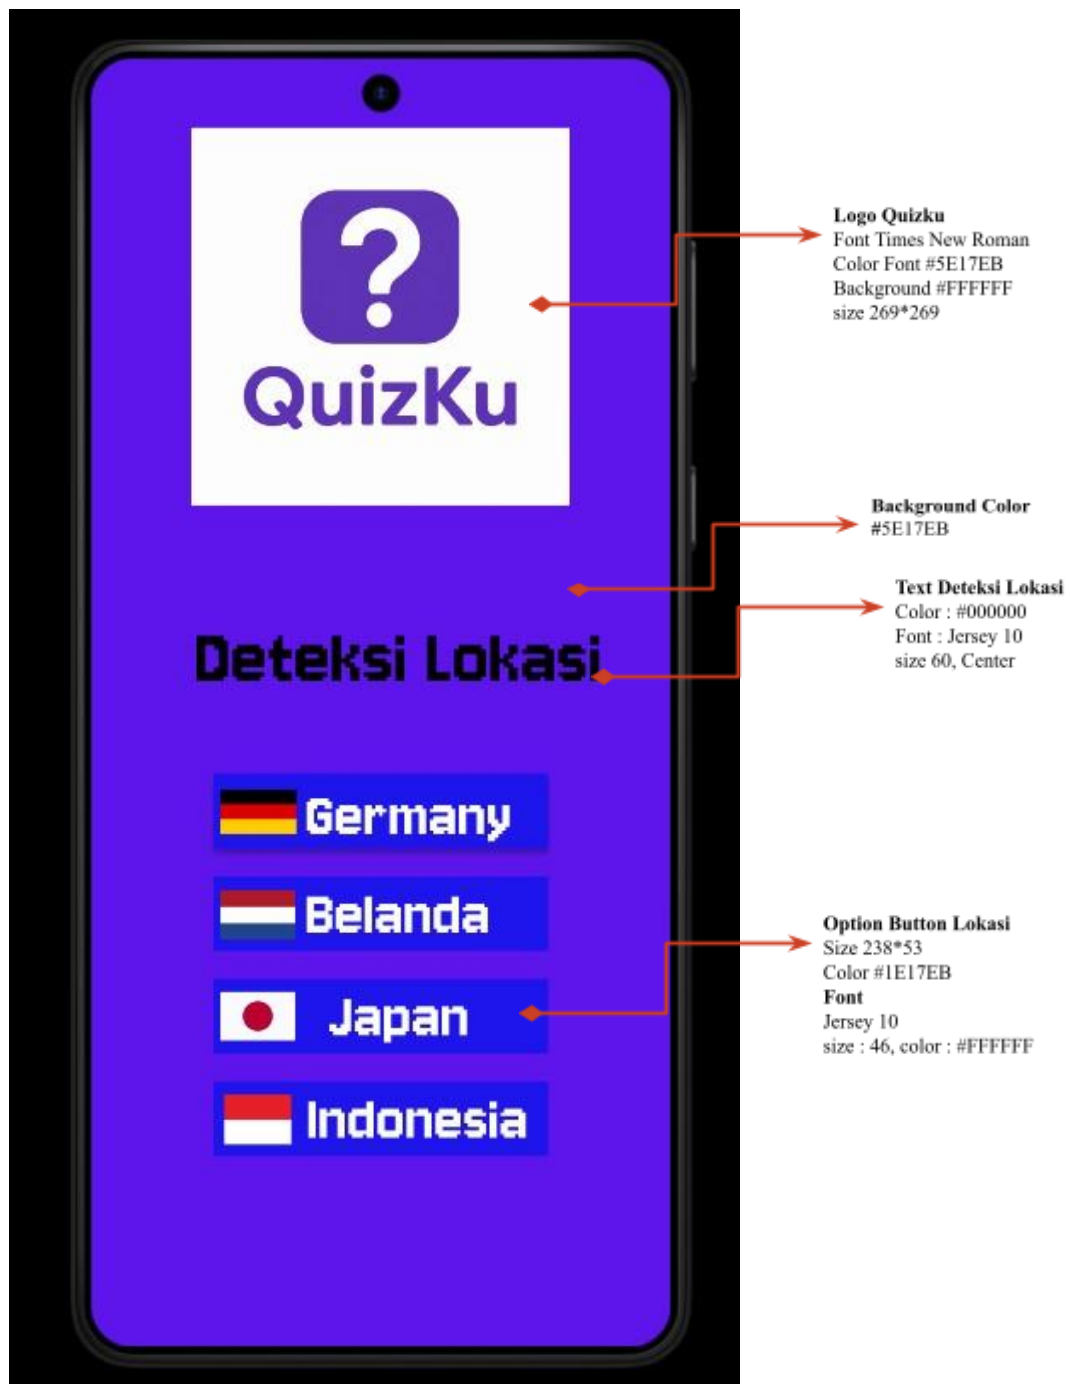 ?
QuizKu
Deteksi Lokasi
Germany
Belanda
Japan
Indonesia
Logo Quizku
Font Times New Roman
Color Font #5E17EB
Background #FFFFFF
size 269*269
Background Color
#5E17EB
Text Deteksi Lokasi
Color : #000000
Font : Jersey 10
size 60, Center
Option Button Lokasi
Size 238*53
Color #1E17EB
Font
Jersey 10
size : 46, color : #FFFFFF